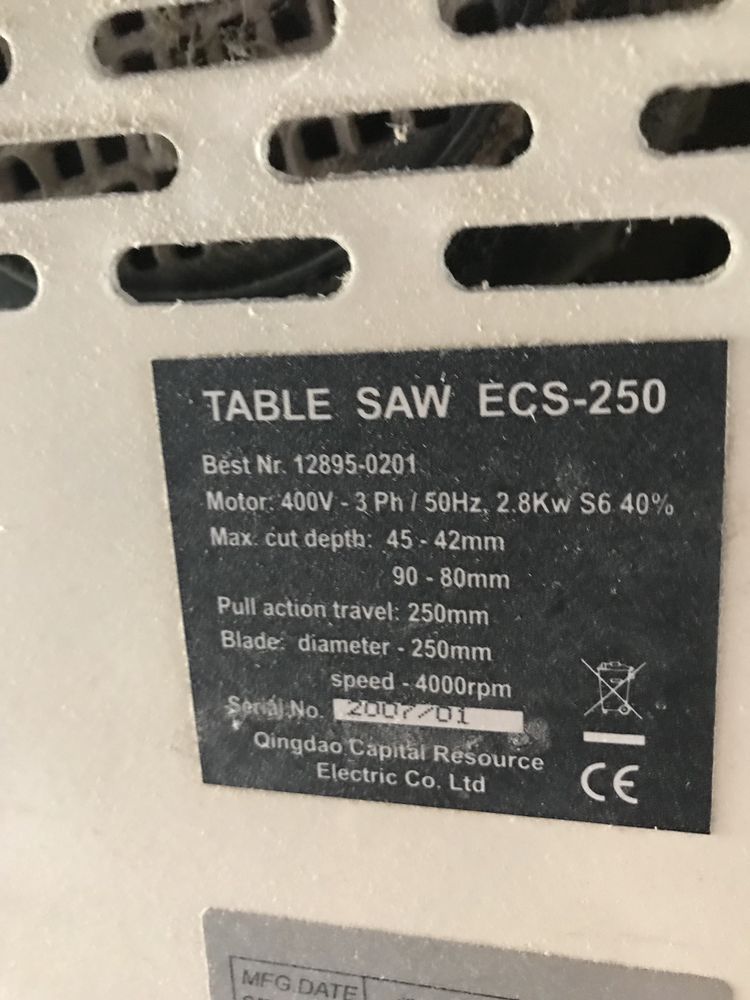 TABLE SAW ECS-250
Best Nr. 12895-0201
Motor: 400V - 3 Ph / 50Hz, 2.8Kw S6 40%
Max. cut depth: 45 - 42mm
90 - 80mm
Pull action travel: 250mm
Blade: diameter - 250mm
speed - 4000rpm
Serial No. 2007/01
Qingdao Capital Resource
Electric Co. Ltd
CE
MFG.DATE